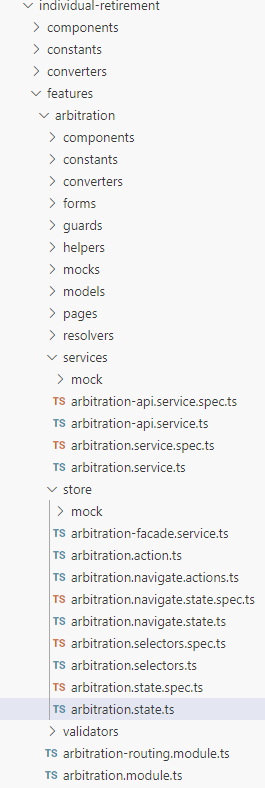 individual-retirement
components
constants
converters
features
arbitration
components
constants
converters
forms
guards
helpers
mocks
models
pages
resolvers
services
mock
TS arbitration-api.service.spec.ts
TS arbitration-api.service.ts
TS arbitration.service.spec.ts
TS arbitration.service.ts
store
mock
TS arbitration-facade.service.ts
TS arbitration.action.ts
TS arbitration.navigate.actions.ts
TS arbitration.navigate.state.spec.ts
TS arbitration.navigate.state.ts
TS arbitration.selectors.spec.ts
TS arbitration.selectors.ts
TS arbitration.state.spec.ts
TS arbitration.state.ts
validators
TS arbitration-routing.module.ts
TS arbitration.module.ts